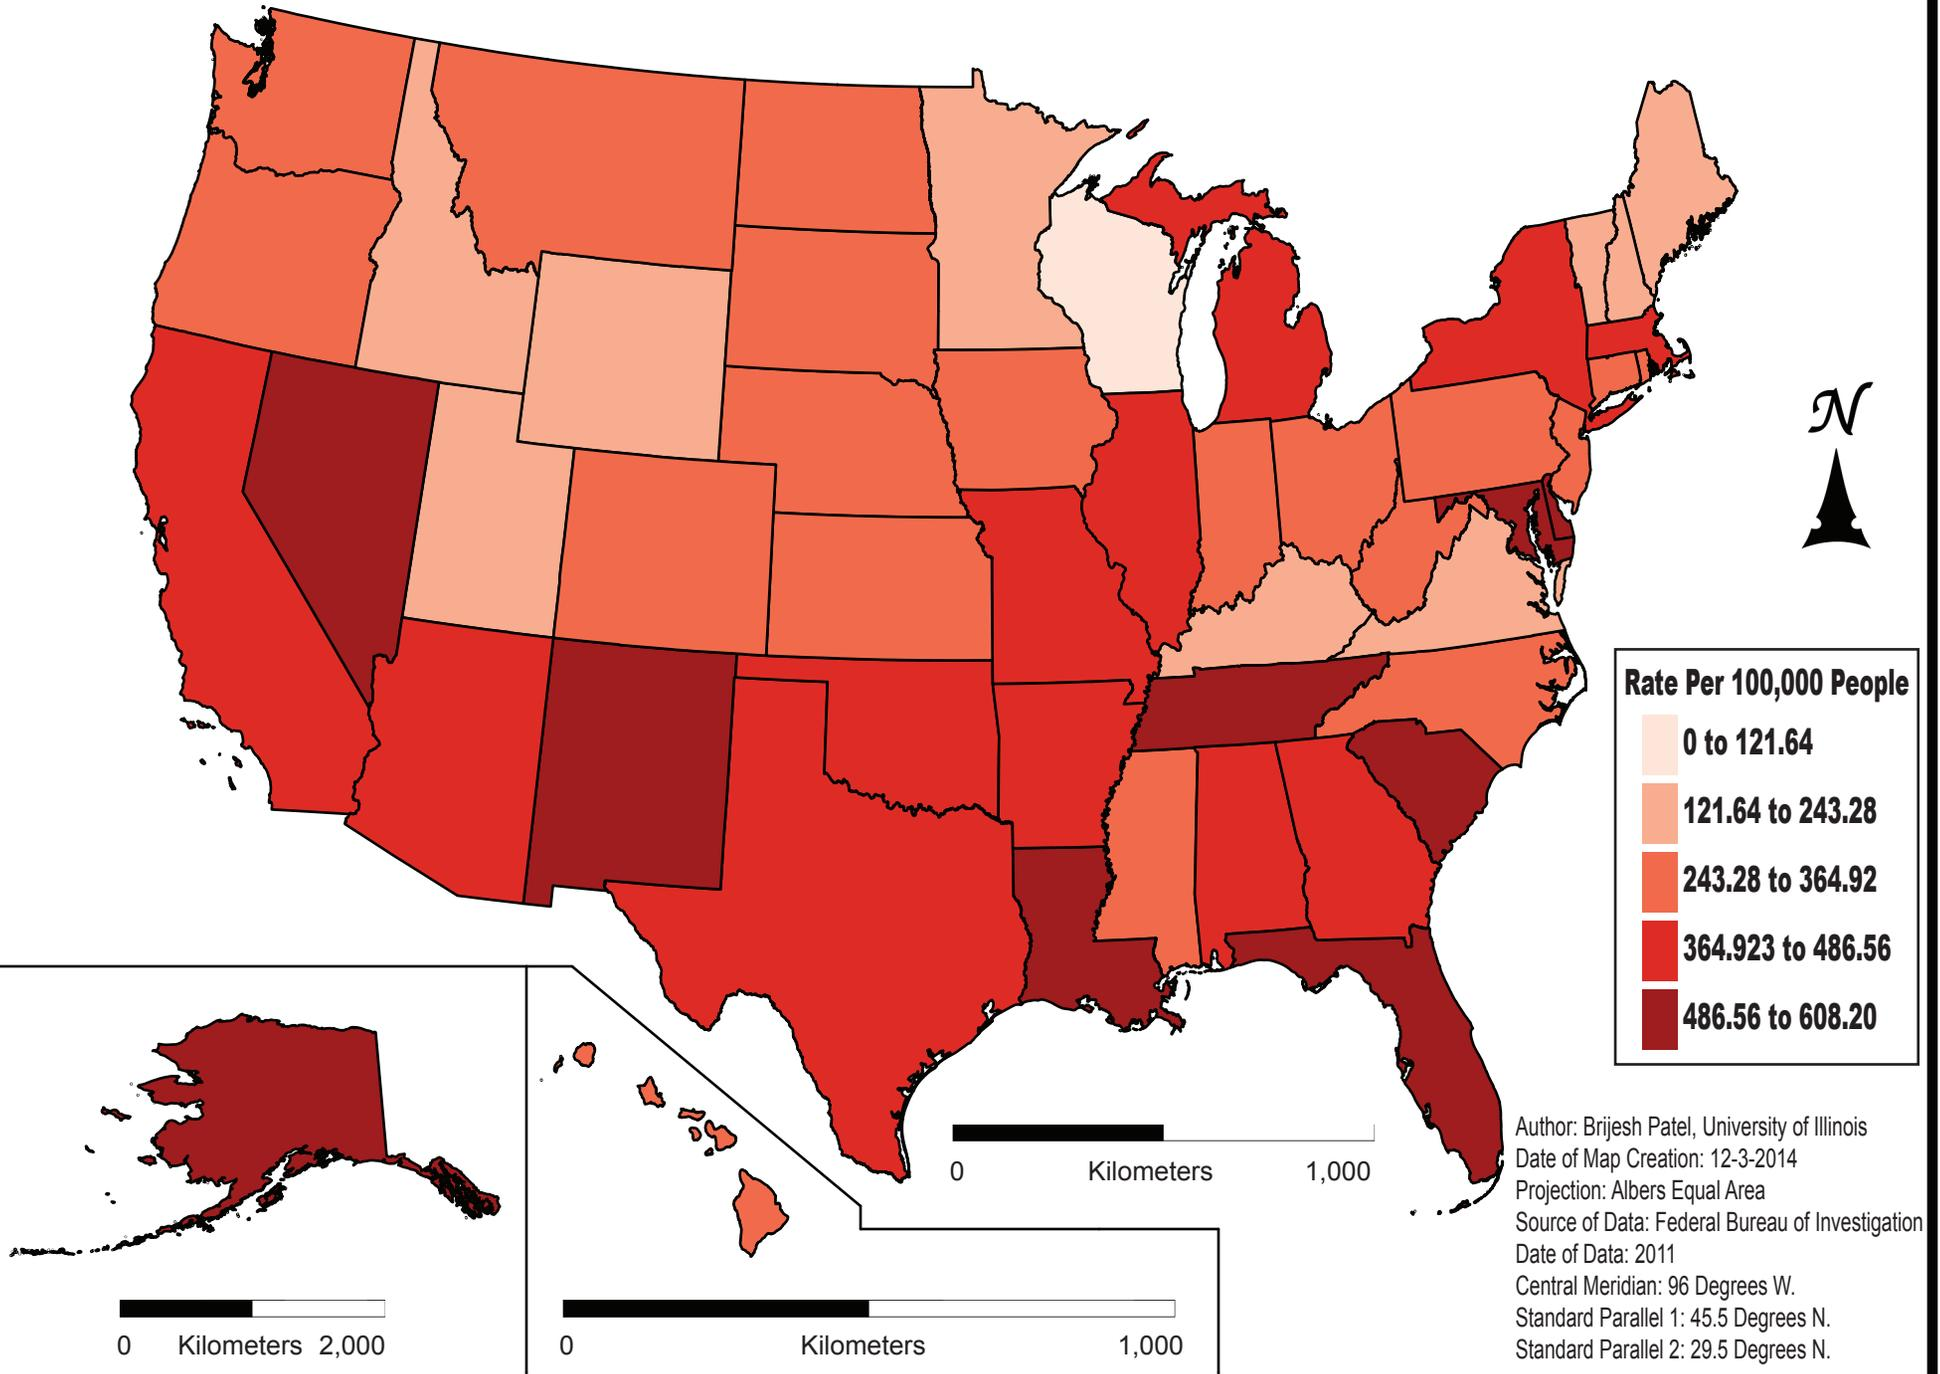 N
Rate Per 100,000 People
0 to 121.64
121.64 to 243.28
243.28 to 364.92
364.923 to 486.56
486.56 to 608.20
0 Kilometers 1,000
Author: Brijesh Patel, University of Illinois
Date of Map Creation: 12-3-2014
Projection: Albers Equal Area
Source of Data: Federal Bureau of Investigation
Date of Data: 2011
Central Meridian: 96 Degrees W.
Standard Parallel 1: 45.5 Degrees N.
Standard Parallel 2: 29.5 Degrees N.
0 Kilometers 2,000
0 Kilometers 1,000